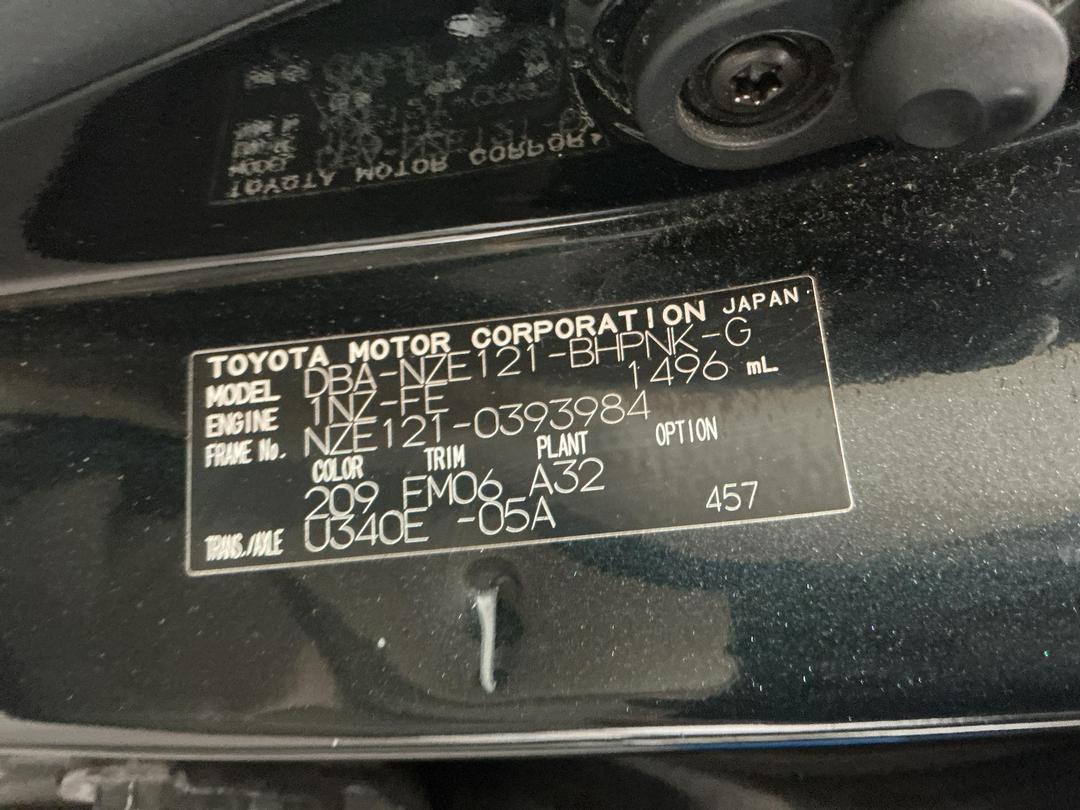 TOYOTA MOTOR CORPORATION JAPAN
MODEL DBA-NZE121-BHPNK-G
ENGINE 1NZ-FE 1496 mL
FRAME No. NZE121-0393984
COLOR TRIM PLANT OPTION
209 FM06 A32
TRANS./AXLE U340E -05A 457